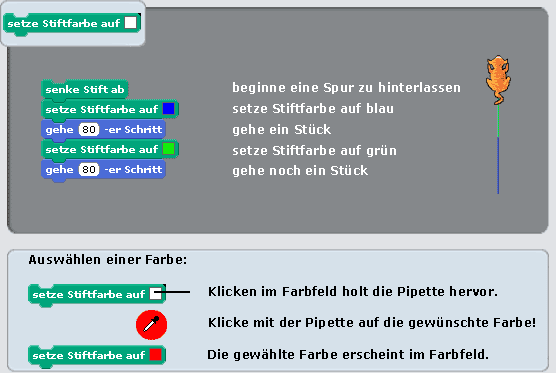 setze Stiftfarbe auf
senke Stift ab beginne eine Spur zu hinterlassen
setze Stiftfarbe auf setze Stiftfarbe auf blau
gehe 80 -er Schritt gehe ein Stück
setze Stiftfarbe auf setze Stiftfarbe auf grün
gehe 80 -er Schritt gehe noch ein Stück
Auswählen einer Farbe:
setze Stiftfarbe auf Klicken im Farbfeld holt die Pipette hervor.
Klicke mit der Pipette auf die gewünschte Farbe!
setze Stiftfarbe auf Die gewählte Farbe erscheint im Farbfeld.